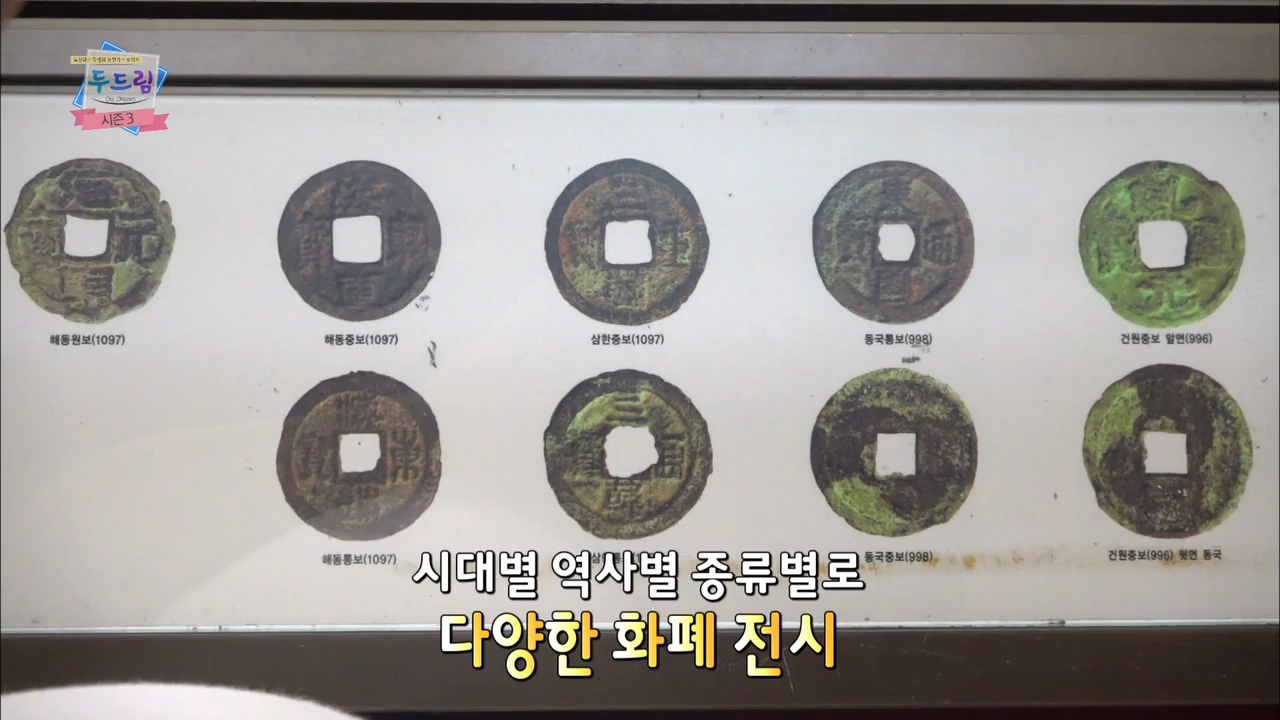 두드림
Do Dream
시즌 3
해동원보(1097)
해동중보(1097)
삼한중보(1097)
동국통보(998)
건원중보 앞면(996)
해동통보(1097)
동국중보(998)
건원중보(996) 뒷면 동국
시대별 역사별 종류별로
다양한 화폐 전시